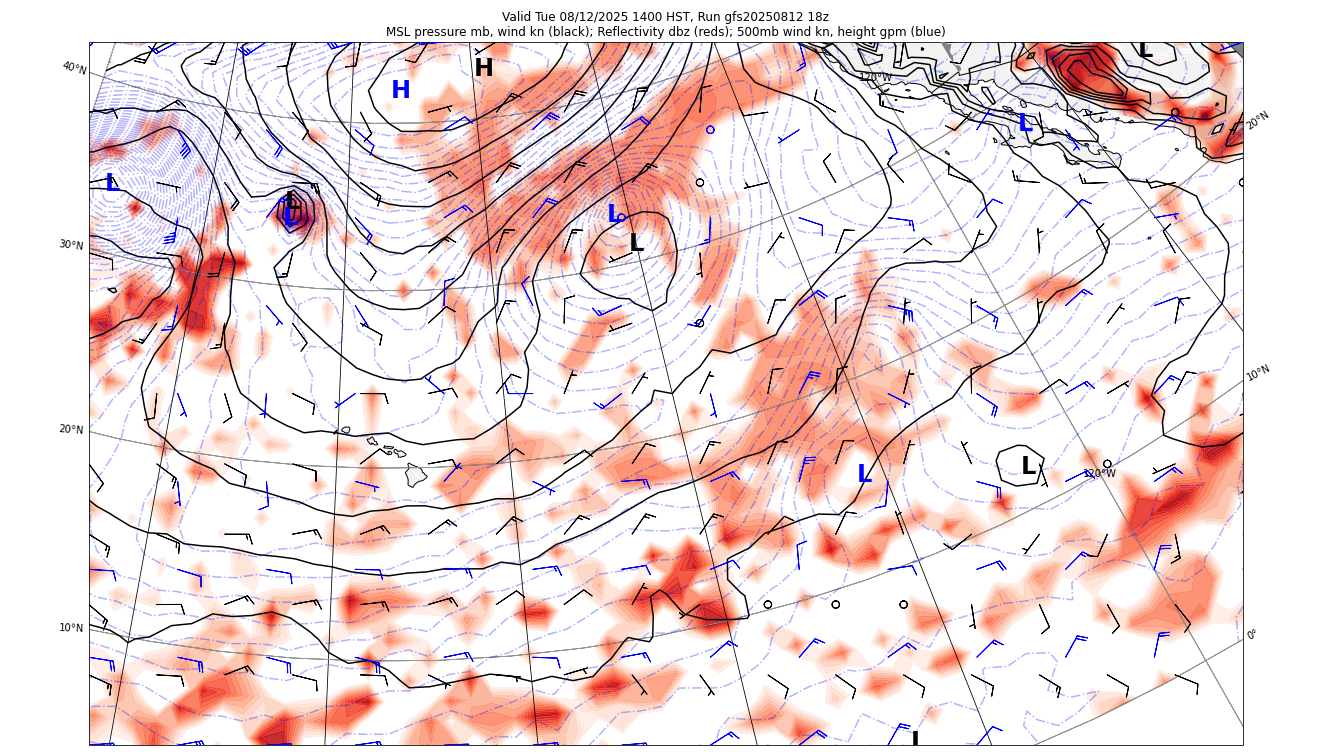 Valid Tue 08/12/2025 1400 HST, Run gfs20250812 18z
MSL pressure mb, wind kn (black); Reflectivity dbz (reds); 500mb wind kn, height gpm (blue)
H
L
40°N
120°W
H
20°N
L
L
L
L
L
L
30°N
10°N
20°N
L
L
120°W
10°N
0°
L